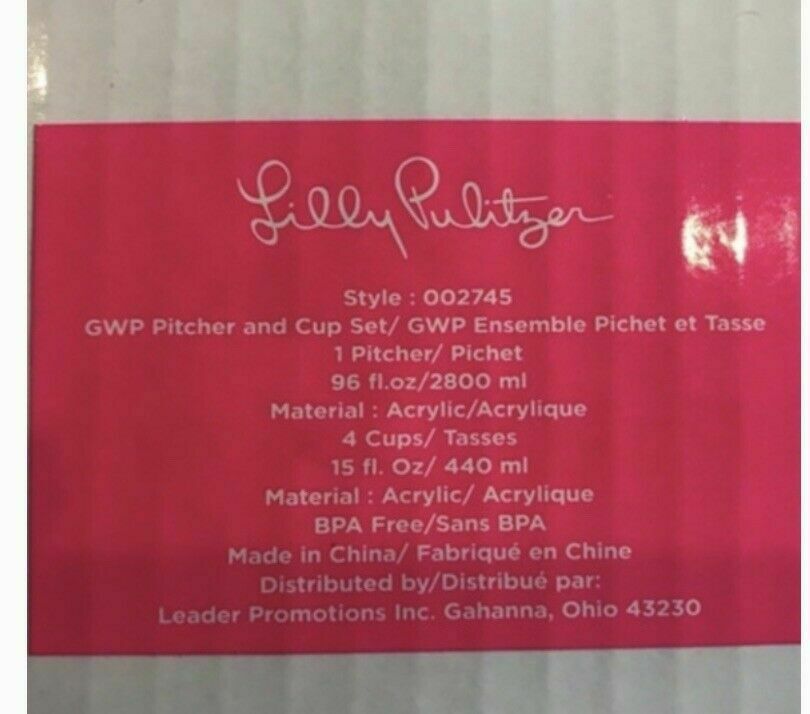 Lilly Pulitzer
Style : 002745
GWP Pitcher and Cup Set/ GWP Ensemble Pichet et Tasse
1 Pitcher/ Pichet
96 fl.oz/2800 ml
Material : Acrylic/Acrylique
4 Cups/ Tasses
15 fl. Oz/ 440 ml
Material : Acrylic/ Acrylique
BPA Free/Sans BPA
Made in China/ Fabriqué en Chine
Distributed by/Distribué par:
Leader Promotions Inc. Gahanna, Ohio 43230